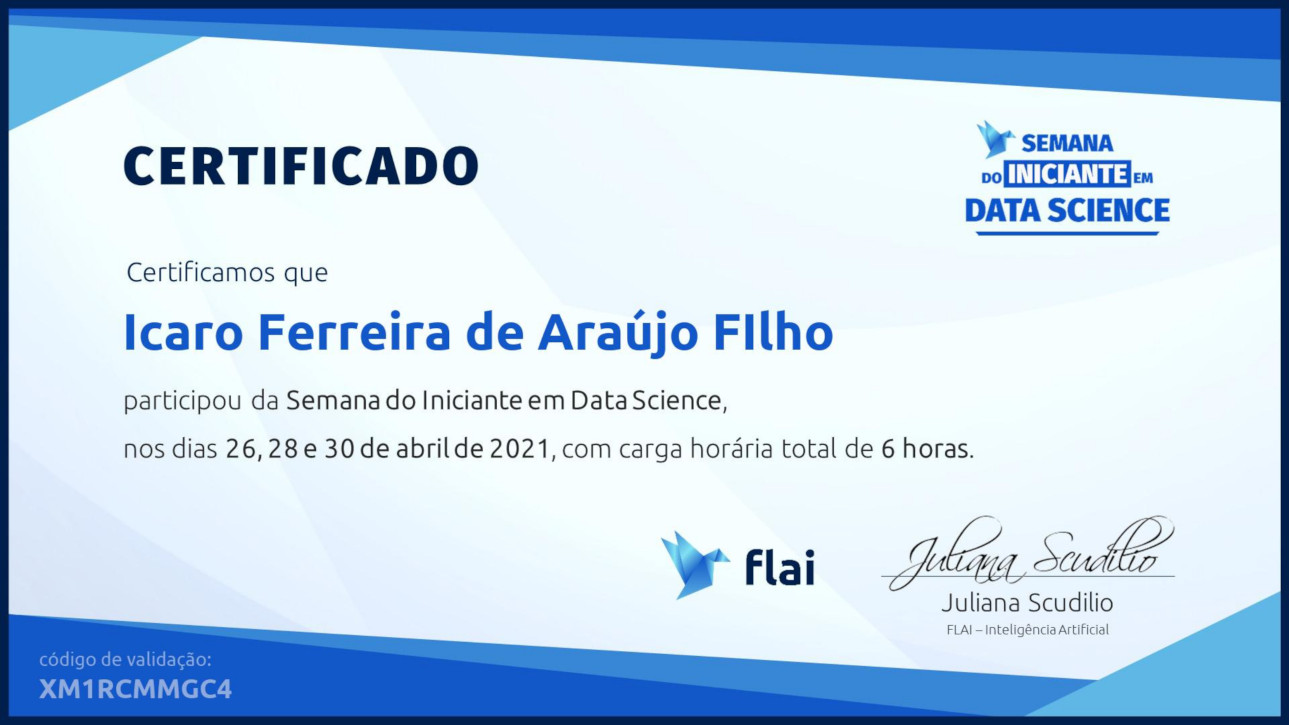 CERTIFICADO
SEMANA
DO INICIANTE EM
DATA SCIENCE
Certificamos que
Icaro Ferreira de Araújo FIlho
participou da Semana do Iniciante em Data Science,
nos dias 26, 28 e 30 de abril de 2021, com carga horária total de 6 horas.
flai
Juliana Scudilio
Juliana Scudilio
FLAI – Inteligência Artificial
código de validação:
XM1RCMMGC4